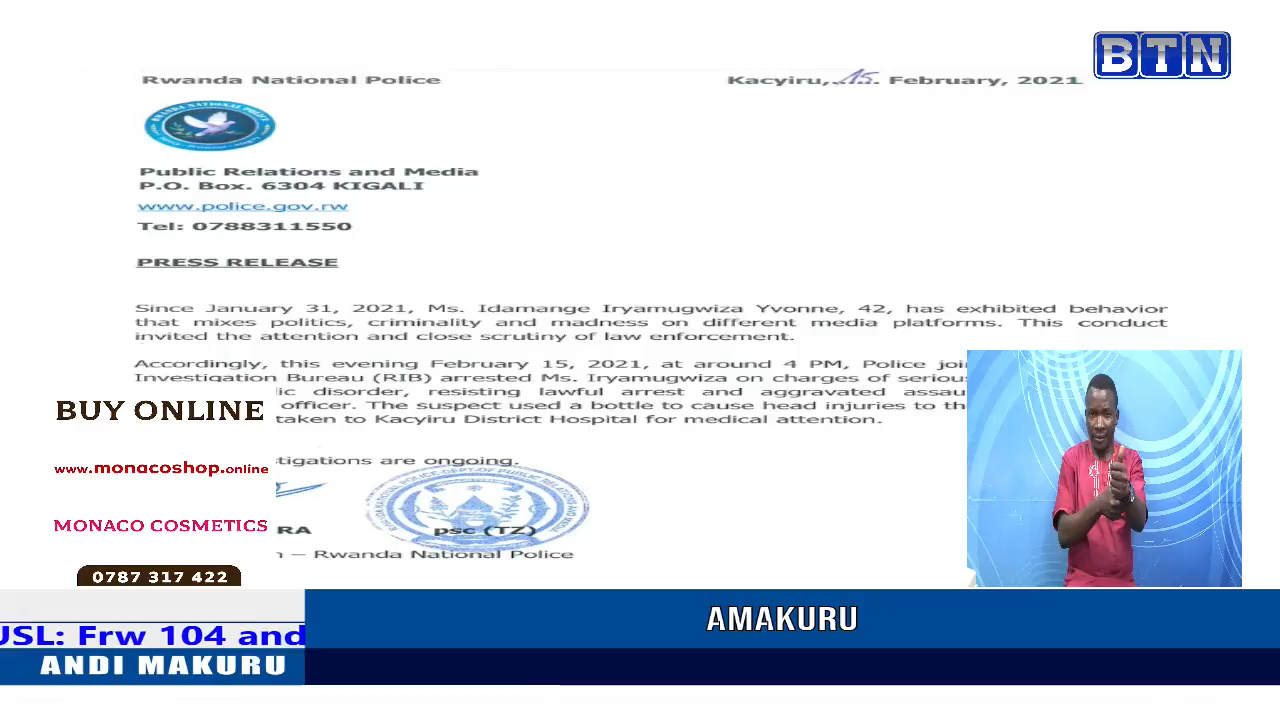 BTN
Rwanda National Police
Kacyiru, 15. February, 2021
RWANDA NATIONAL POLICE
Public Relations and Media
P.O. Box. 6304 KIGALI
www.police.gov.rw
Tel: 0788311550
PRESS RELEASE
Since January 31, 2021, Ms. Idamange Iryamugwiza Yvonne, 42, has exhibited behavior
that mixes politics, criminality and madness on different media platforms. This conduct
invited the attention and close scrutiny of law enforcement.
Accordingly, this evening February 15, 2021, at around 4 PM, Police
Investigation Bureau (RIB) arrested Ms. Iryamugwiza on charges of serious
disorder, resisting lawful arrest and aggravated
officer. The suspect used a bottle to cause head injuries to
taken to Kacyiru District Hospital for medical attention.
are ongoing.
psc (TZ)
– Rwanda National Police
BUY ONLINE
www.monacoshop.online
MONACO COSMETICS
0787 317 422
AMAKURU
USL: Frw 104 and
ANDI MAKURU